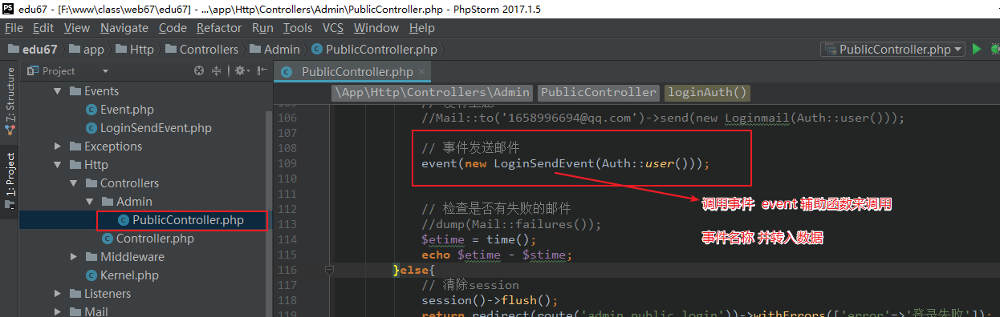 edu67 - [F:\www\class\web67\edu67] - ...\app\Http\Controllers\Admin\PublicController.php - PhpStorm 2017.1.5
File Edit View Navigate Code Refactor Run Tools VCS Window Help
edu67 app Http Controllers Admin PublicController.php
PublicController.php
Z: Structure
1: Project
Project
Events
Event.php
LoginSendEvent.php
Exceptions
Http
Controllers
Admin
PublicController.php
Controller.php
Middleware
Kernel.php
Listeners
Mail
PublicController.php
\App\Http\Controllers\Admin PublicController loginAuth()
106 //Mail::to('1658996694@qq.com')->send(new Loginmail(Auth::user()));
107
108 // 事件发送邮件
109 event(new LoginSendEvent(Auth::user()));
110
111
112 // 检查是否有失败的邮件
113 //dump(Mail::failures());
114 $etime = time();
115 echo $etime - $stime;
116 }else{
117 // 清除session
118 session()->flush();
119 return redirect(route('admin.public.login'))->withErrors(['error'=>'登录失败']);
调用事件 event 辅助函数来调用
事件名称 并转入数据